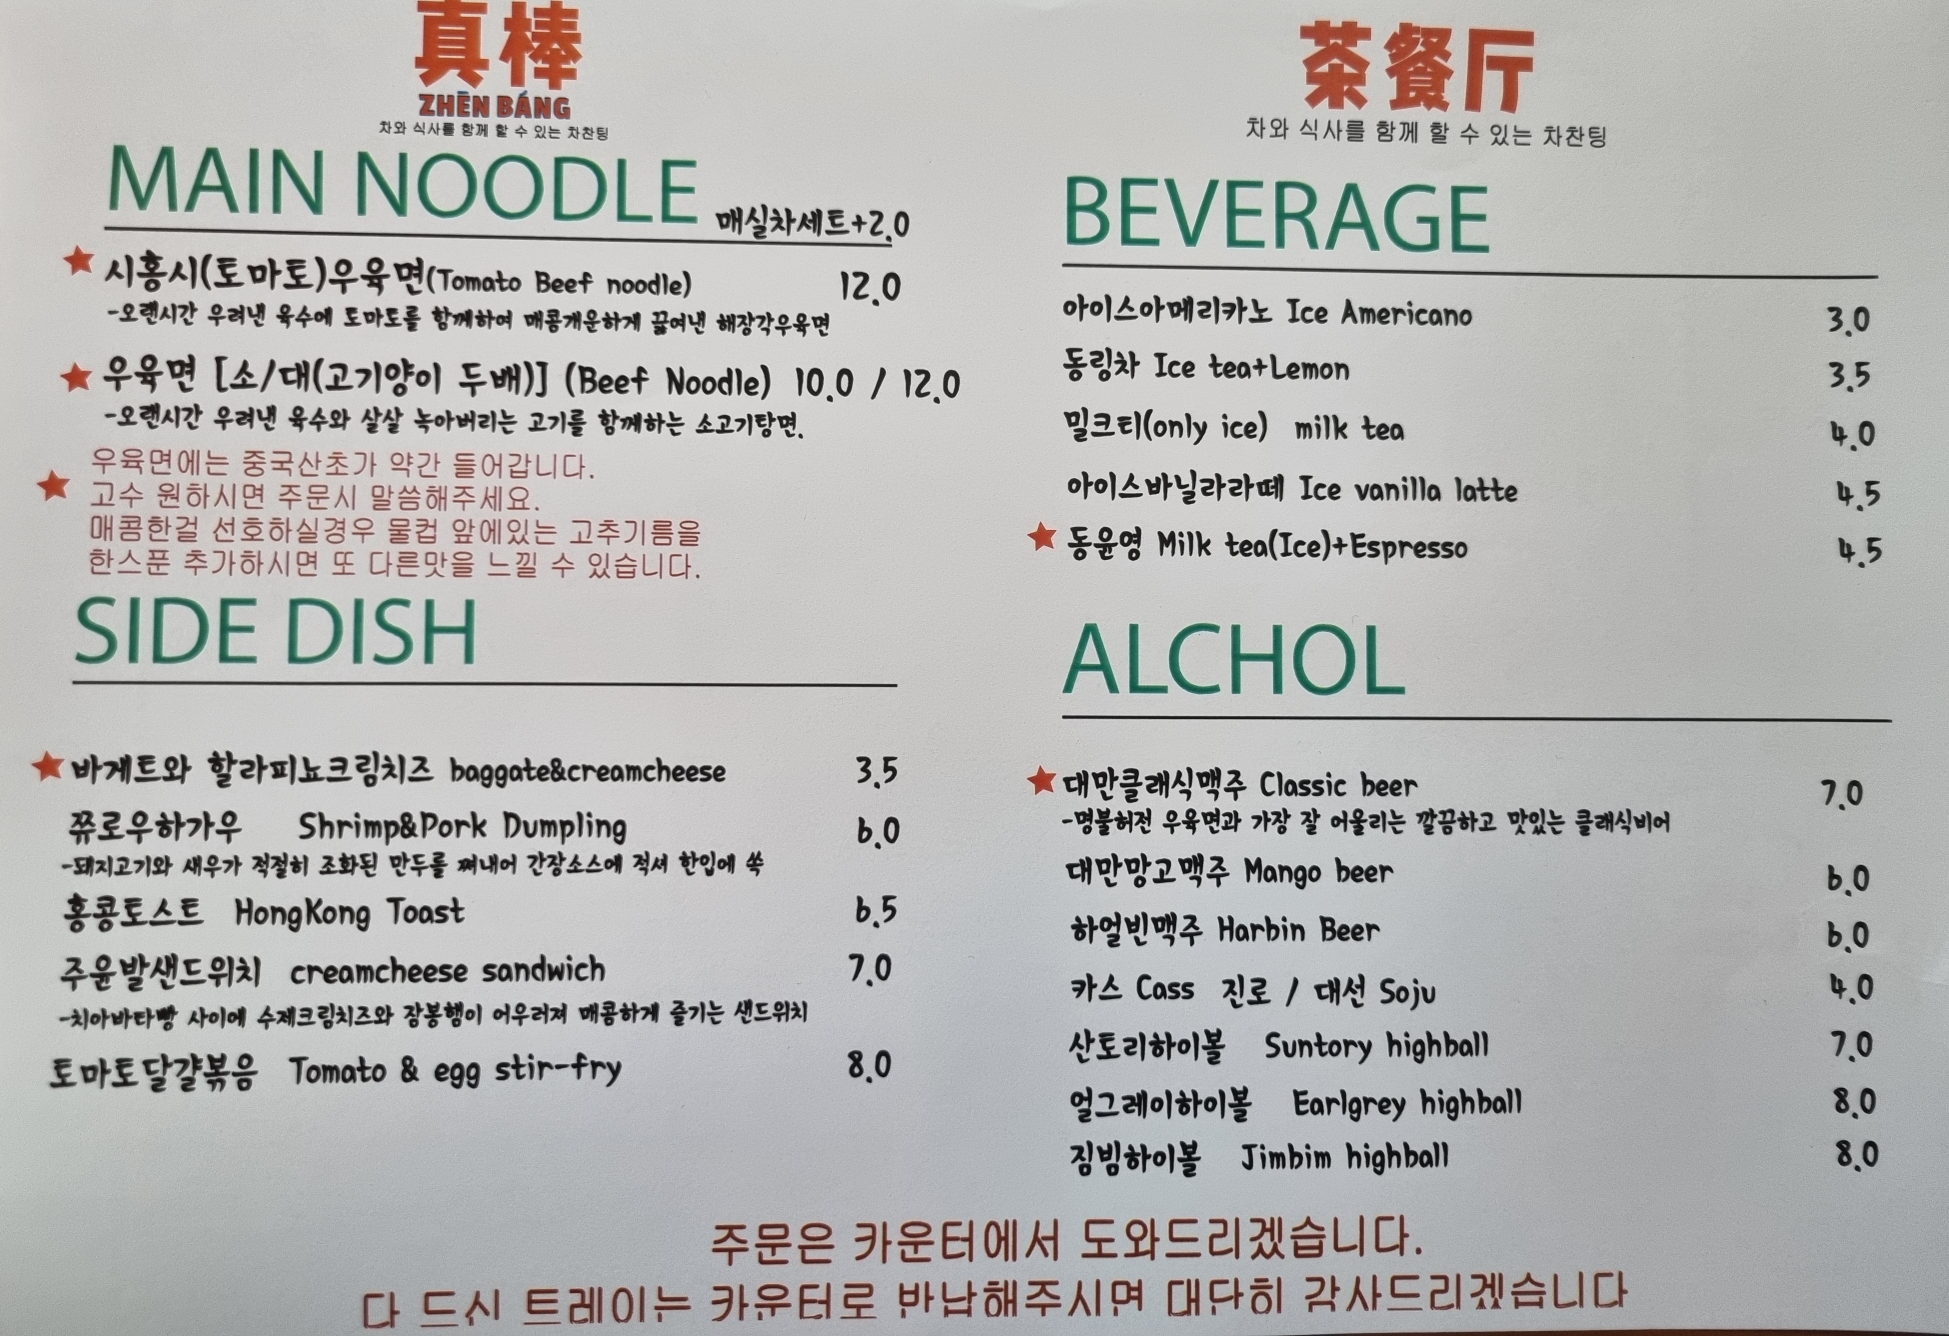 真棒
ZHĒN BÁNG
차와 식사를 함께 할 수 있는 차찬팅
MAIN NOODLE 매실차세트+2.0
시홍시(토마토)우육면(Tomato Beef noodle) 12.0
-오랜시간 우려낸 육수에 토마토를 함께하여 매콤개운하게 끓여낸 해장각우육면
우육면 [소/대(고기양이 두배)] (Beef Noodle) 10.0 / 12.0
-오랜시간 우려낸 육수와 살살 녹아버리는 고기를 함께하는 소고기탕면.
우육면에는 중국산초가 약간 들어갑니다.
고수 원하시면 주문시 말씀해주세요.
매콤한걸 선호하실경우 물컵 앞에있는 고추기름을
한스푼 추가하시면 또 다른맛을 느낄 수 있습니다.
SIDE DISH
바게트와 할라피뇨크림치즈 baggate&creamcheese 3.5
쮸로우하가우 Shrimp&Pork Dumpling 6.0
-돼지고기와 새우가 적절히 조화된 만두를 쪄내어 간장소스에 적셔 한입에 쏙
홍콩토스트 HongKong Toast 6.5
주윤발샌드위치 creamcheese sandwich 7.0
-치아바타빵 사이에 수제크림치즈와 잠봉햄이 어우러져 매콤하게 즐기는 샌드위치
토마토달걀볶음 Tomato & egg stir-fry 8.0
茶餐厅
차와 식사를 함께 할 수 있는 차찬팅
BEVERAGE
아이스아메리카노 Ice Americano 3.0
동링차 Ice tea+Lemon 3.5
밀크티(only ice) milk tea 4.0
아이스바닐라라떼 Ice vanilla latte 4.5
동윤영 Milk tea(Ice)+Espresso 4.5
ALCHOL
대만클래식맥주 Classic beer 7.0
-명불허전 우육면과 가장 잘 어울리는 깔끔하고 맛있는 클래식비어
대만망고맥주 Mango beer 6.0
하얼빈맥주 Harbin Beer 6.0
카스 Cass 진로 / 대선 Soju 4.0
산토리하이볼 Suntory highball 7.0
얼그레이하이볼 Earlgrey highball 8.0
짐빔하이볼 Jimbim highball 8.0
주문은 카운터에서 도와드리겠습니다.
다 드신 트레이는 카운터로 반납해주시면 대단히 감사드리겠습니다